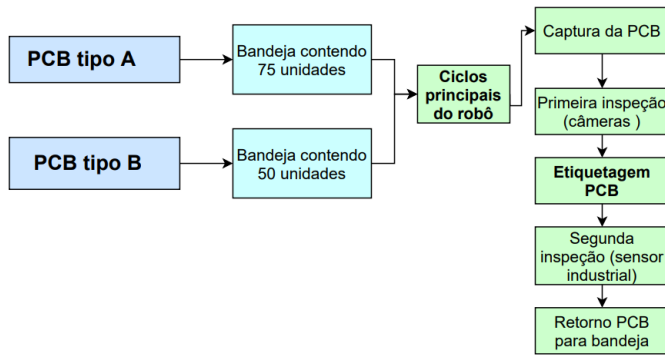 PCB tipo A
Bandeja contendo
75 unidades
PCB tipo B
Bandeja contendo
50 unidades
Ciclos
principais
do robô
Captura da PCB
Primeira inspeção
(câmeras )
Etiquetagem
PCB
Segunda
inspeção (sensor
industrial)
Retorno PCB
para bandeja